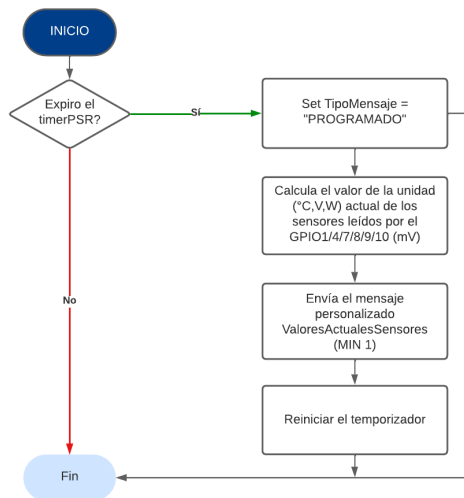 INICIO
Expiro el
timerPSR?
Sí
Set TipoMensaje =
"PROGRAMADO"
Calcula el valor de la unidad
(°C,V,W) actual de los
sensores leídos por el
GPIO1/4/7/8/9/10 (mV)
No
Envía el mensaje
personalizado
ValoresActualesSensores
(MIN 1)
Reiniciar el temporizador
Fin